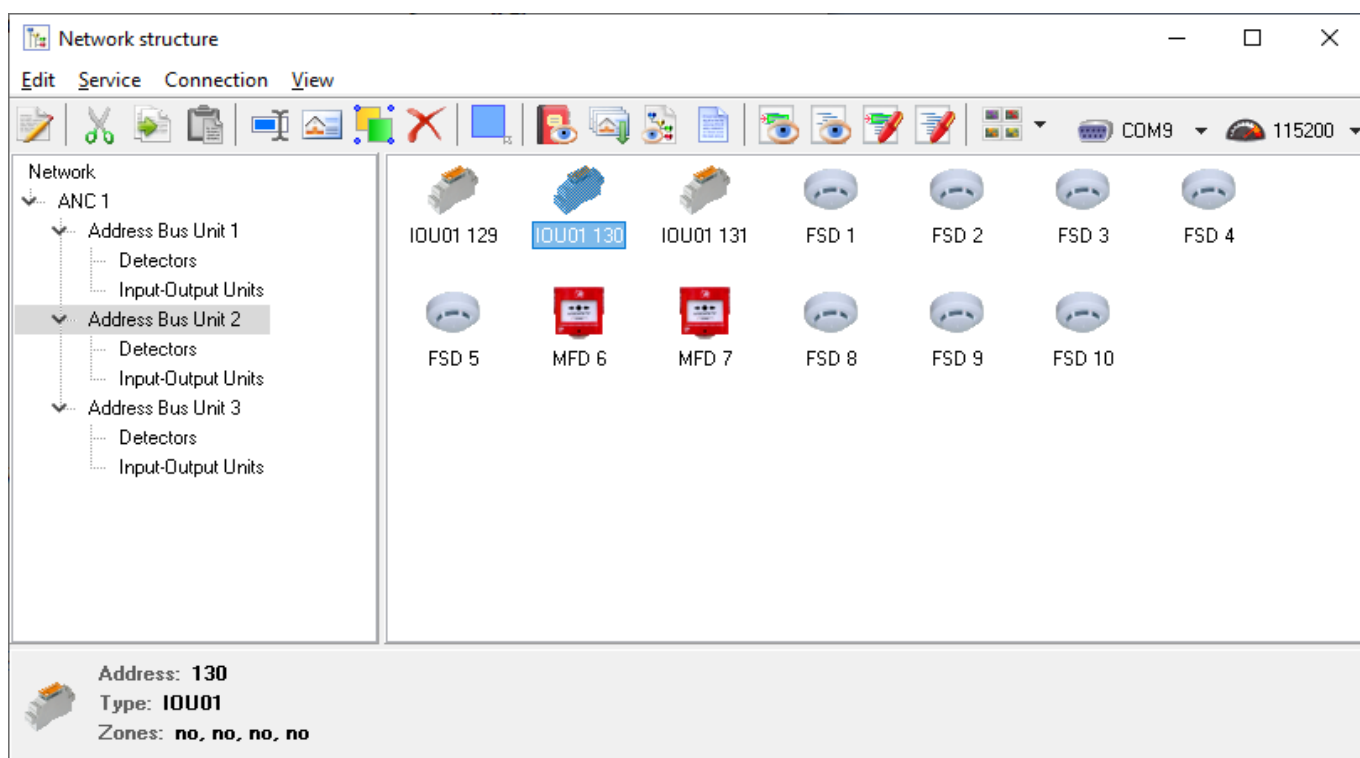 Network structure
Edit Service Connection View
COM9 115200
Network
ANC 1
Address Bus Unit 1
Detectors
Input-Output Units
Address Bus Unit 2
Detectors
Input-Output Units
Address Bus Unit 3
Detectors
Input-Output Units
IOU01 129 IOU01 130 IOU01 131 FSD 1 FSD 2 FSD 3 FSD 4
FSD 5 MFD 6 MFD 7 FSD 8 FSD 9 FSD 10
Address: 130
Type: IOU01
Zones: no, no, no, no